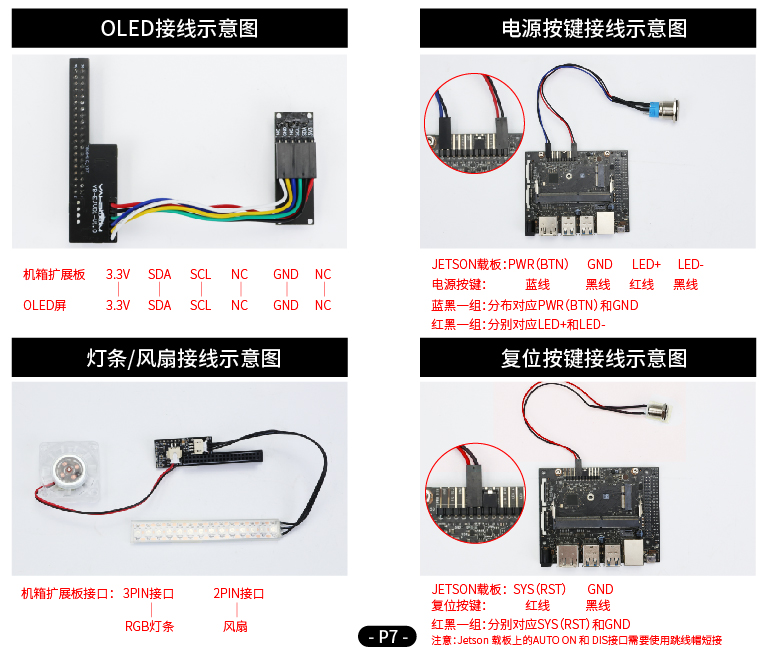 OLED接线示意图
机箱扩展板 3.3V SDA SCL NC GND NC
OLED屏 3.3V SDA SCL NC GND NC
电源按键接线示意图
JETSON载板：PWR（BTN） GND LED+ LED-
电源按键： 蓝线 黑线 红线 黑线
蓝黑一组：分布对应PWR（BTN）和GND
红黑一组：分别对应LED+和LED-
灯条/风扇接线示意图
机箱扩展板接口： 3PIN接口 2PIN接口
RGB灯条 风扇
复位按键接线示意图
JETSON载板： SYS（RST） GND
复位按键： 红线 黑线
红黑一组：分别对应SYS（RST）和GND
注意：Jetson 载板上的AUTO ON 和 DIS接口需要使用跳线帽短接
- P7 -